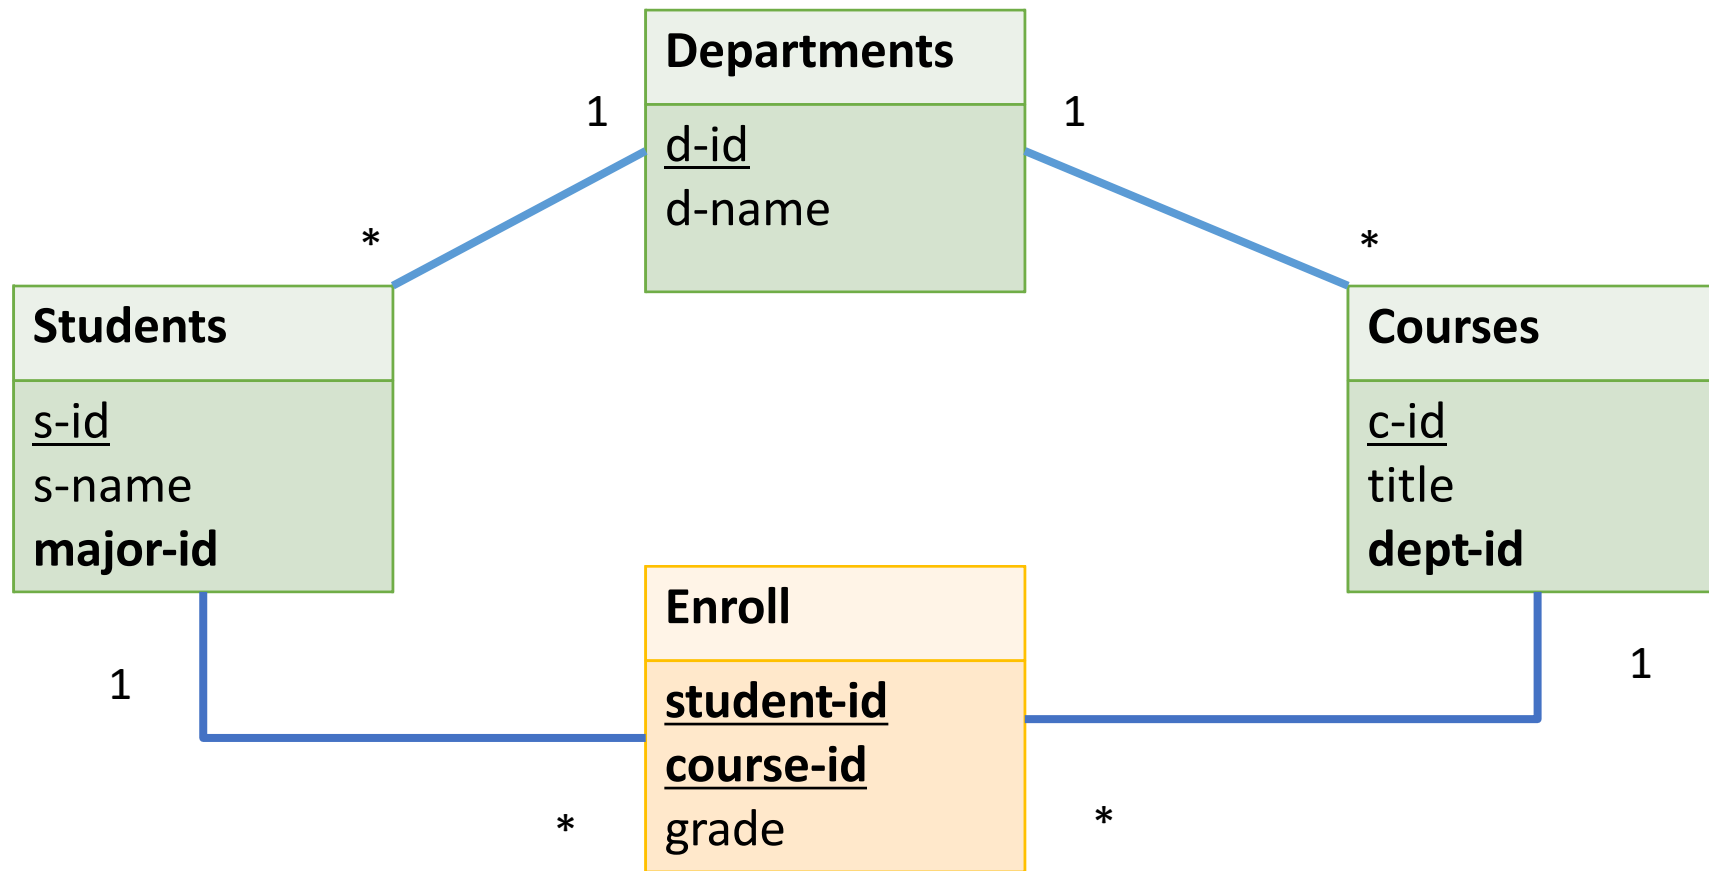 Departments
d-id
d-name
1
1
*
*
Students
s-id
s-name
major-id
Courses
c-id
title
dept-id
Enroll
student-id
course-id
grade
1
1
*
*